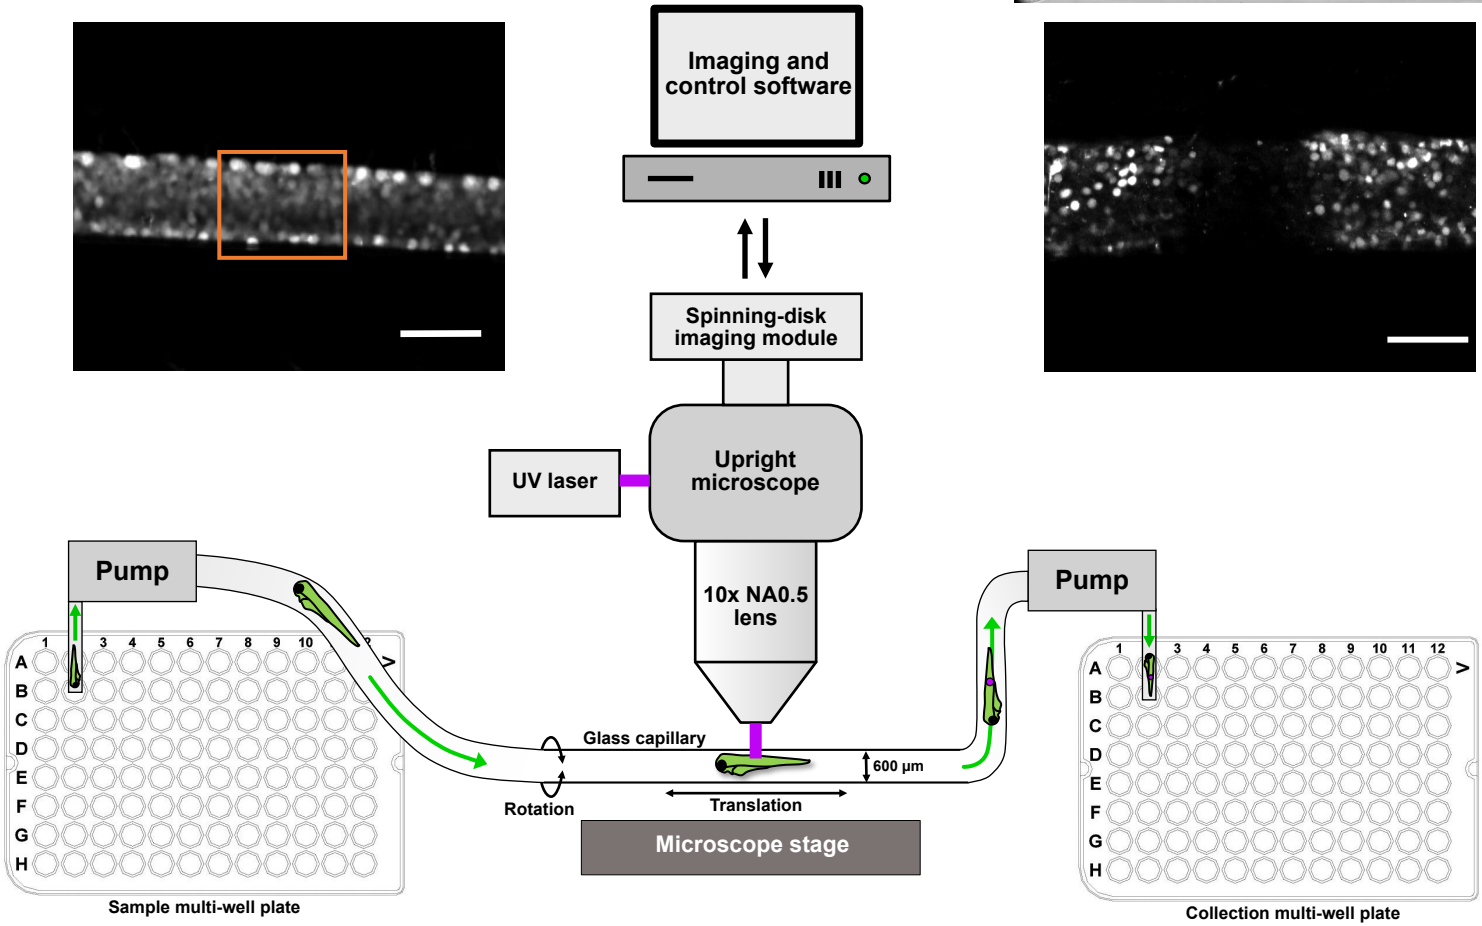 Imaging and
control software
Spinning-disk
imaging module
Upright
microscope
UV laser
10x NA0.5
lens
Pump
Pump
1 3 4 5 6 7 8 9 10 2
A
B
C
D
E
F
G
H
>
Sample multi-well plate
Glass capillary
600 µm
Rotation
Translation
Microscope stage
1 3 4 5 6 7 8 9 10 11 12
A
B
C
D
E
F
G
H
>
Collection multi-well plate